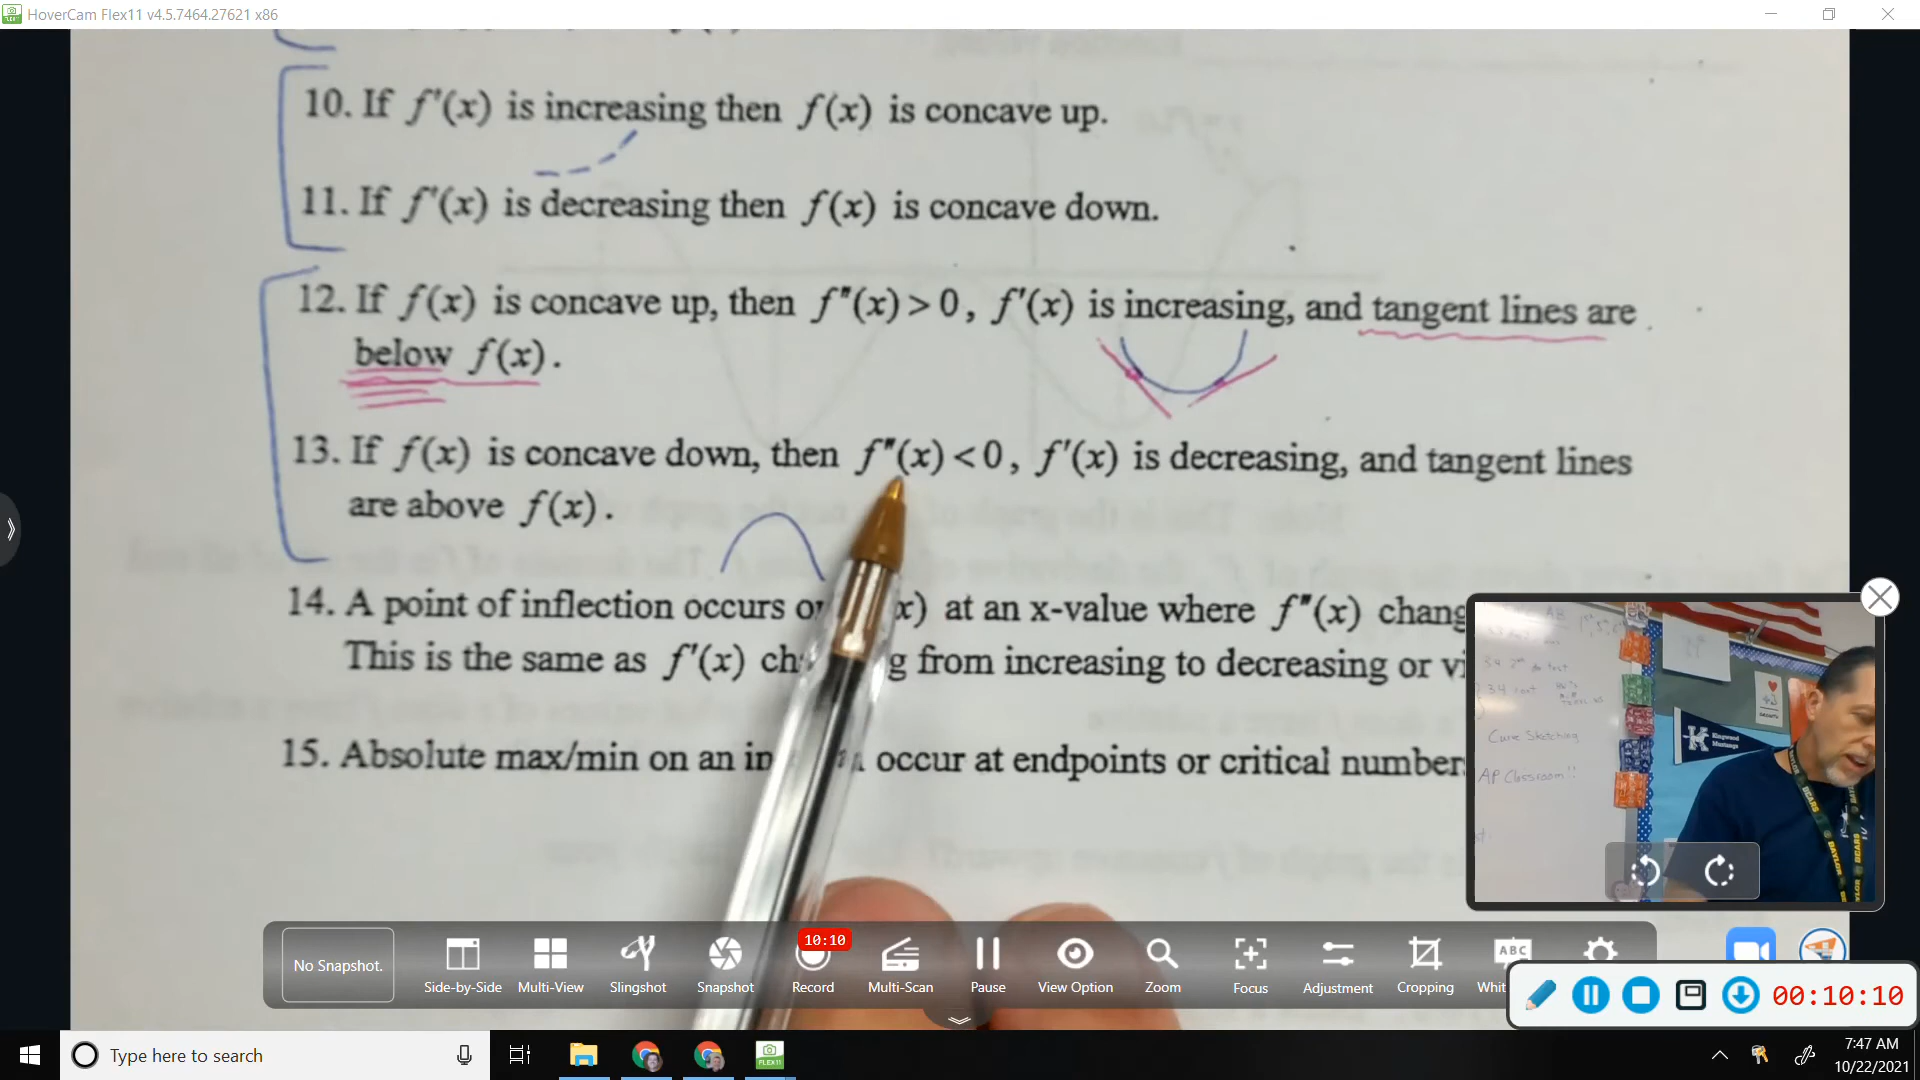 HoverCam Flex11 v4.5.7464.27621 x86
10. If f'(x) is increasing then f(x) is concave up.
11. If f'(x) is decreasing then f(x) is concave down.
12. If f(x) is concave up, then f"(x) > 0, f'(x) is increasing, and tangent lines are
below f(x).
13. If f(x) is concave down, then f"(x) < 0, f'(x) is decreasing, and tangent lines
are above f(x).
14. A point of inflection occurs x) at an x-value where f"(x)
This is the same as f'(x) from increasing to decreasing or
15. Absolute max/min on an occur at endpoints or critical
Curve Sketching
AP Classroom!!
K Kingwood
Mustangs
BEARS
BAYLOR
BEARS
No Snapshot.
Side-by-Side
Multi-View
Slingshot
Snapshot
10:10
Record
Multi-Scan
Pause
View Option
Zoom
Focus
Adjustment
Cropping
ABC
00:10:10
Type here to search
FLEX11
7:47 AM
10/22/2021